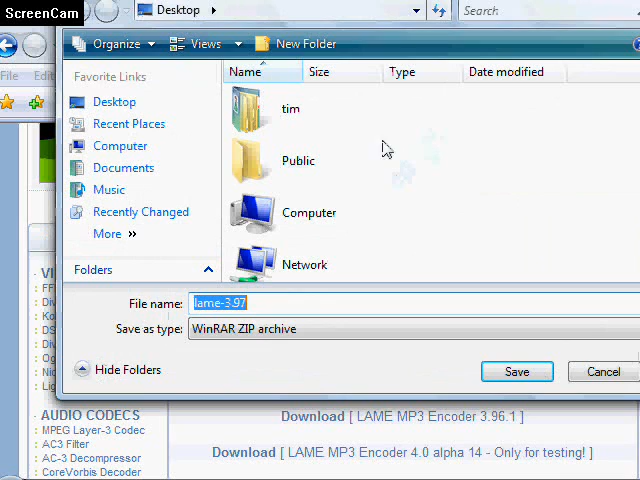 ScreenCam
Desktop
Search
Organize Views New Folder
File Edit
Favorite Links
Name Size Type Date modified
Desktop
Recent Places
Computer
Documents
Music
Recently Changed
More »
Folders
tim
Public
Computer
Network
File name: lame-3.97
Save as type: WinRAR ZIP archive
Hide Folders
Save Cancel
AUDIO CODECS
MPEG Layer-3 Codec
AC3 Filter
AC-3 Decompressor
CoreVorbis Decoder
Download [ LAME MP3 Encoder 3.96.1 ]
Download [ LAME MP3 Encoder 4.0 alpha 14 - Only for testing! ]